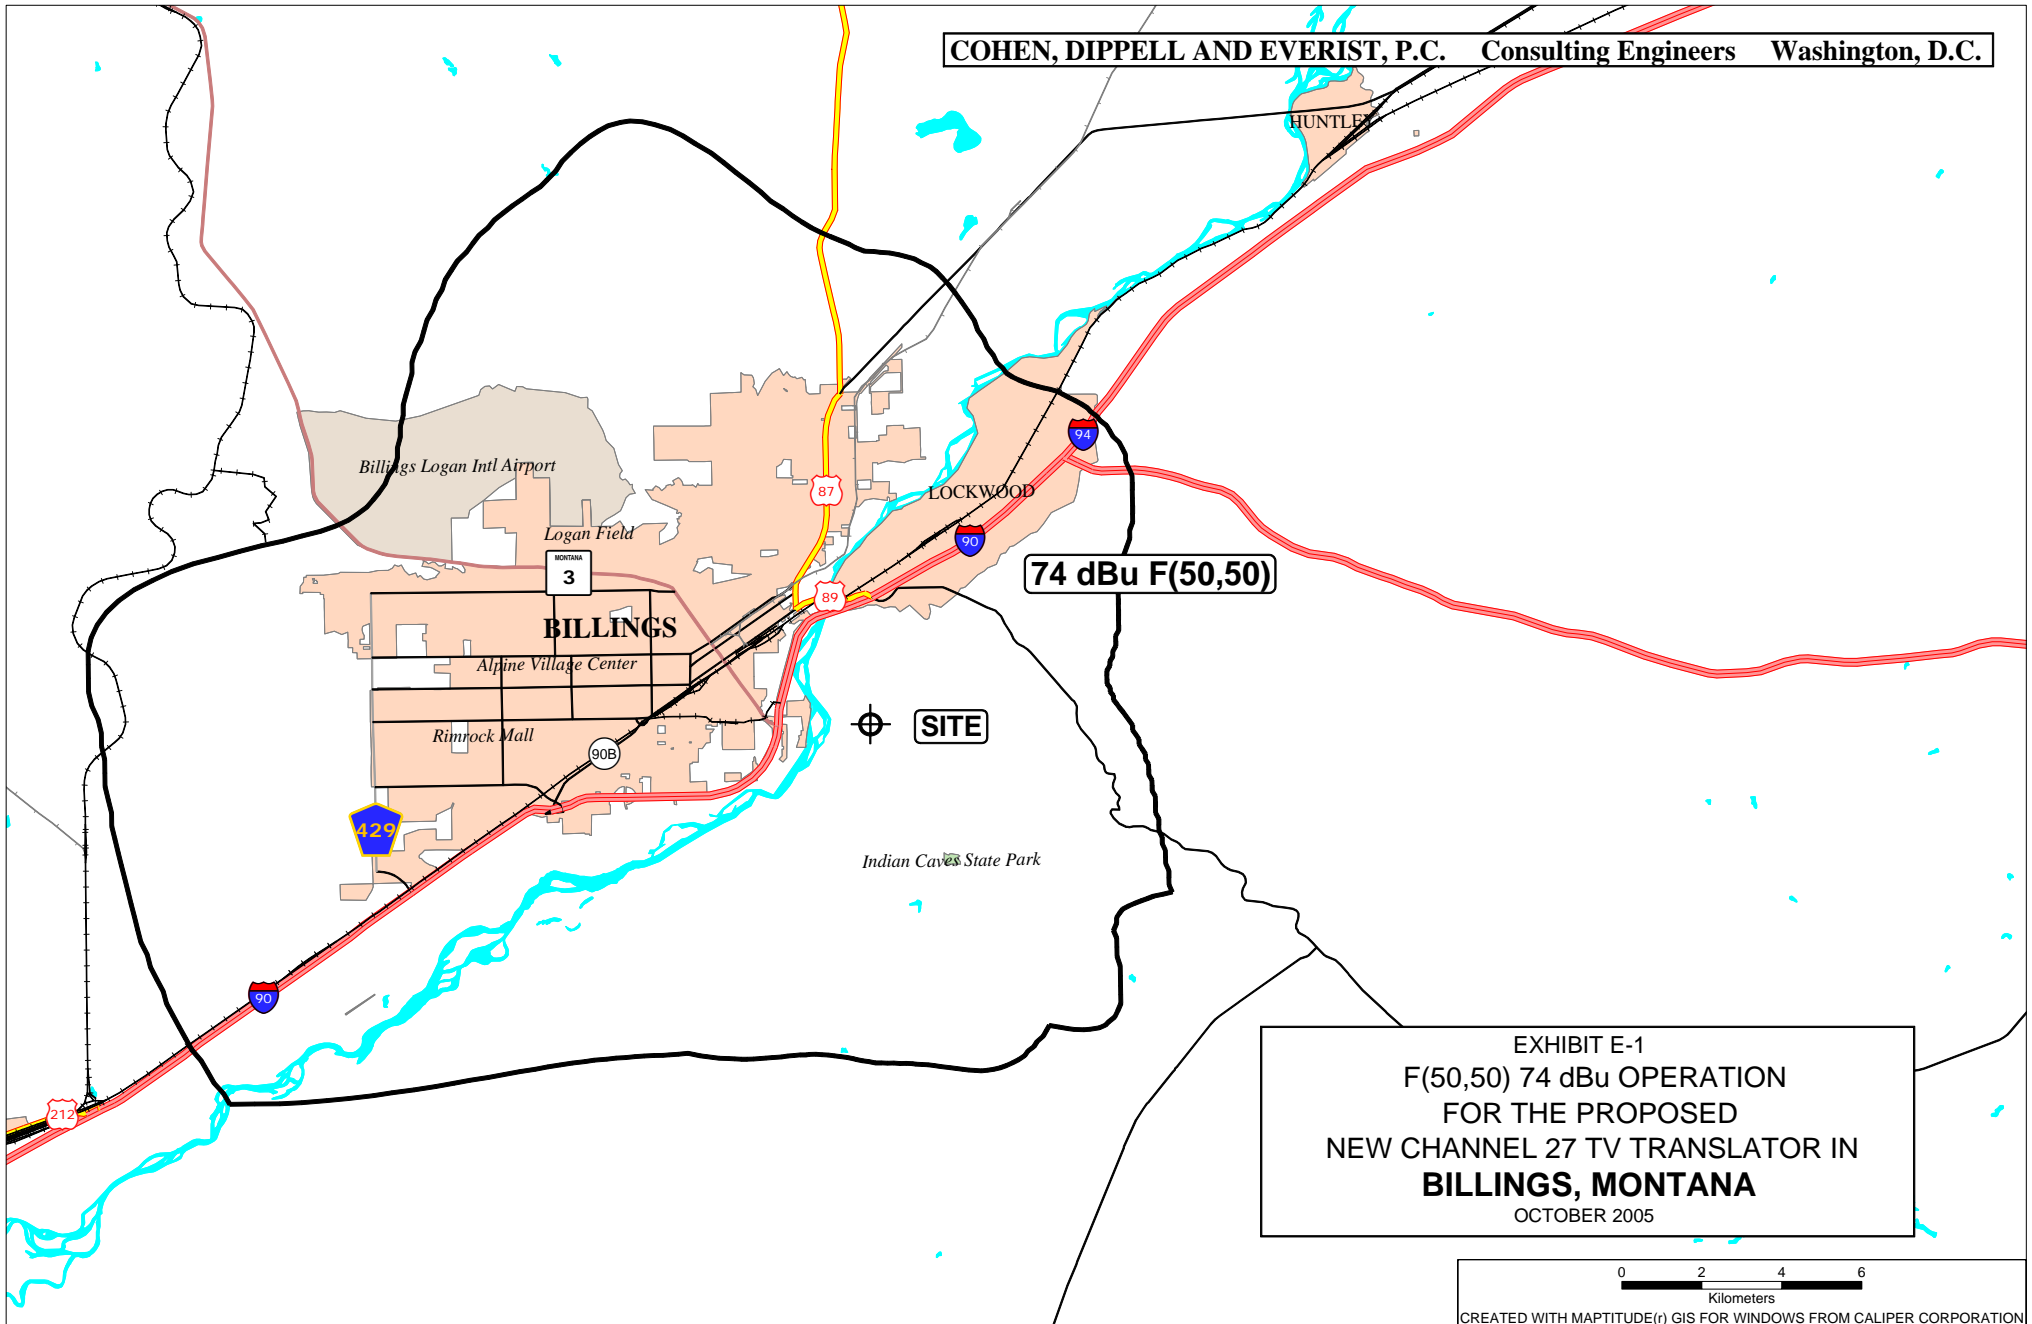 COHEN, DIPPELL AND EVERIST, P.C. Consulting Engineers Washington, D.C.
HUNTLEY
94
Billings Logan Intl Airport
87
LOCKWOOD
Logan Field
90
MONTANA
3
74 dBu F(50,50)
89
BILLINGS
Alpine Village Center
SITE
Rimrock Mall
90B
429
Indian Caves State Park
90
212
EXHIBIT E-1
F(50,50) 74 dBu OPERATION
FOR THE PROPOSED
NEW CHANNEL 27 TV TRANSLATOR IN
BILLINGS, MONTANA
OCTOBER 2005
0 2 4 6
Kilometers
CREATED WITH MAPTITUDE(r) GIS FOR WINDOWS FROM CALIPER CORPORATION